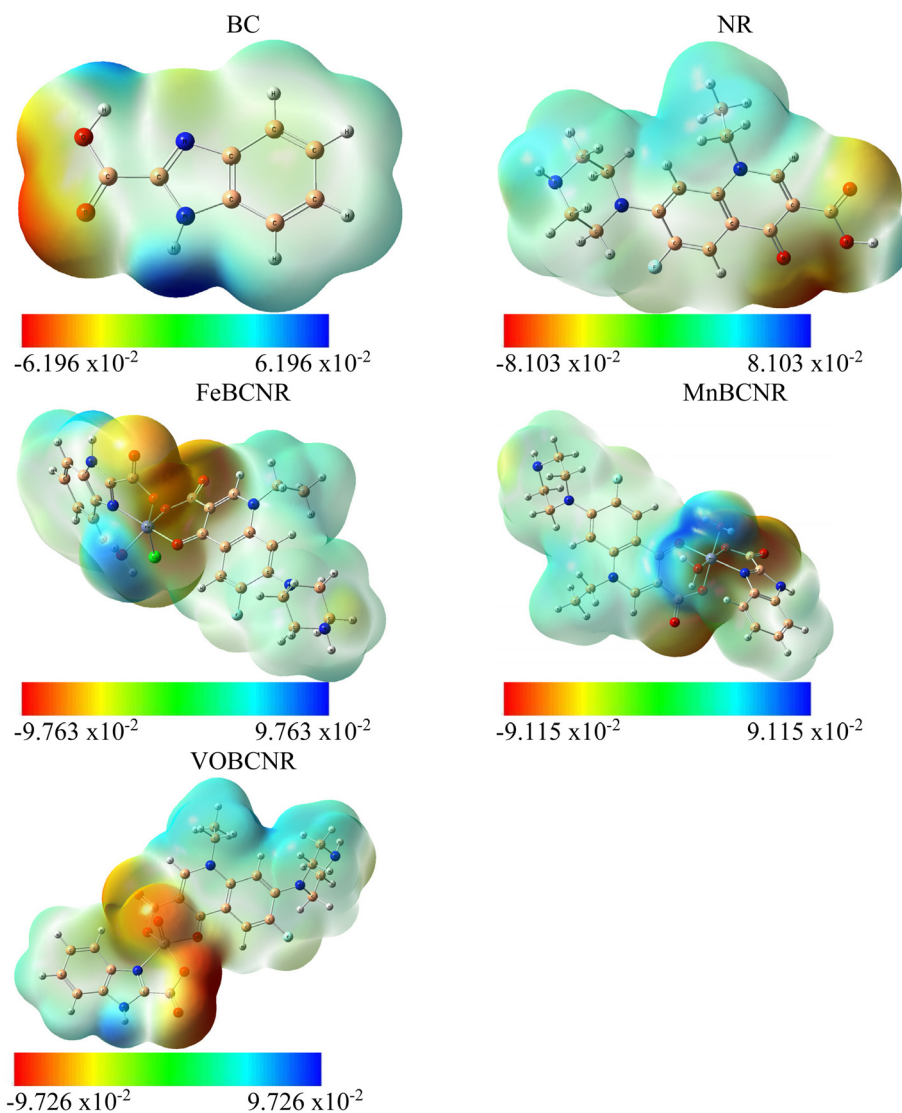 BC
NR
-6.196 x10⁻² 6.196 x10⁻²
-8.103 x10⁻² 8.103 x10⁻²
FeBCNR
MnBCNR
-9.763 x10⁻² 9.763 x10⁻²
-9.115 x10⁻² 9.115 x10⁻²
VOBCNR
-9.726 x10⁻² 9.726 x10⁻²